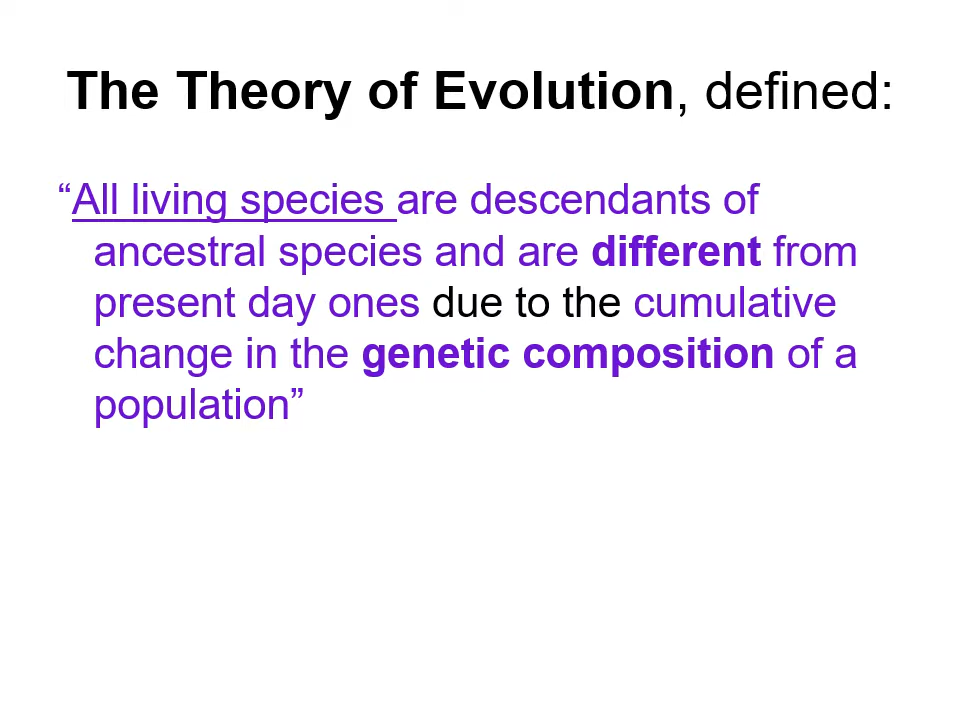 The Theory of Evolution, defined:
“All living species are descendants of
ancestral species and are different from
present day ones due to the cumulative
change in the genetic composition of a
population”